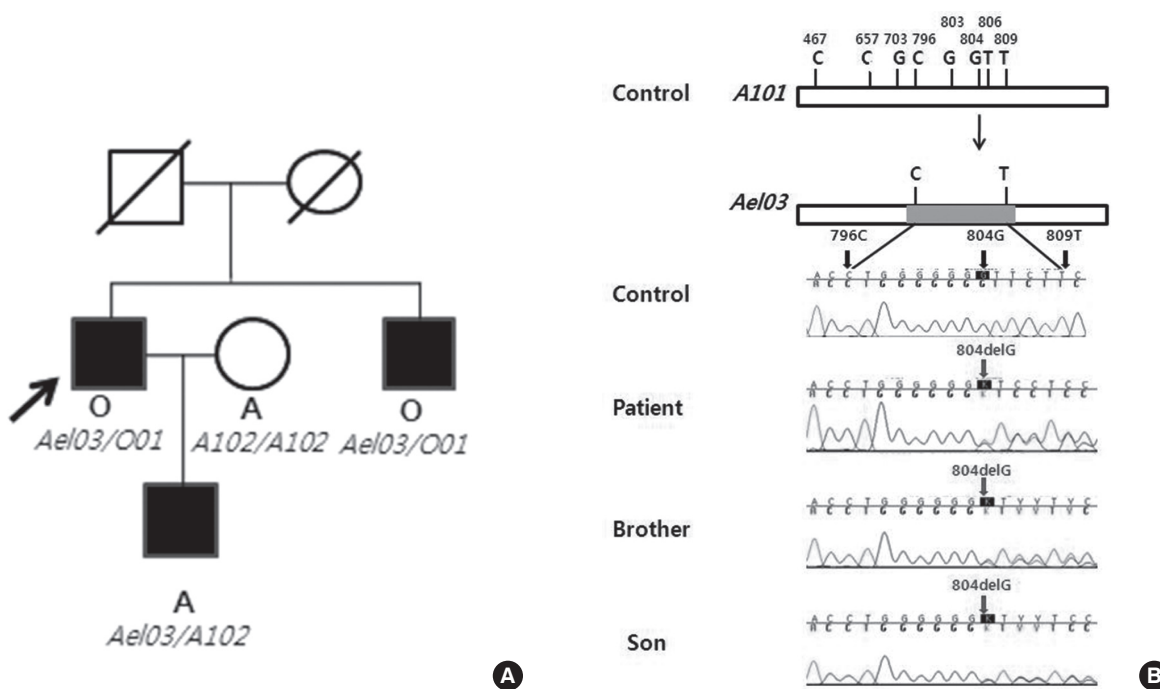 O
A
O
Ael03/O01
A102/A102
Ael03/O01
A
Ael03/A102
A
803 806
467 657 703 796 804 809
C C G C G G T T
Control A101
C T
Ael03
796C 804G 809T
Control
A C C T G G G G G G G T T C T T C
804delG
Patient
A C C T G G G G G G K T C C T C C
804delG
Brother
A C C T G G G G G G K T Y Y T Y C
804delG
Son
A C C T G G G G G G K T Y Y T C C
B